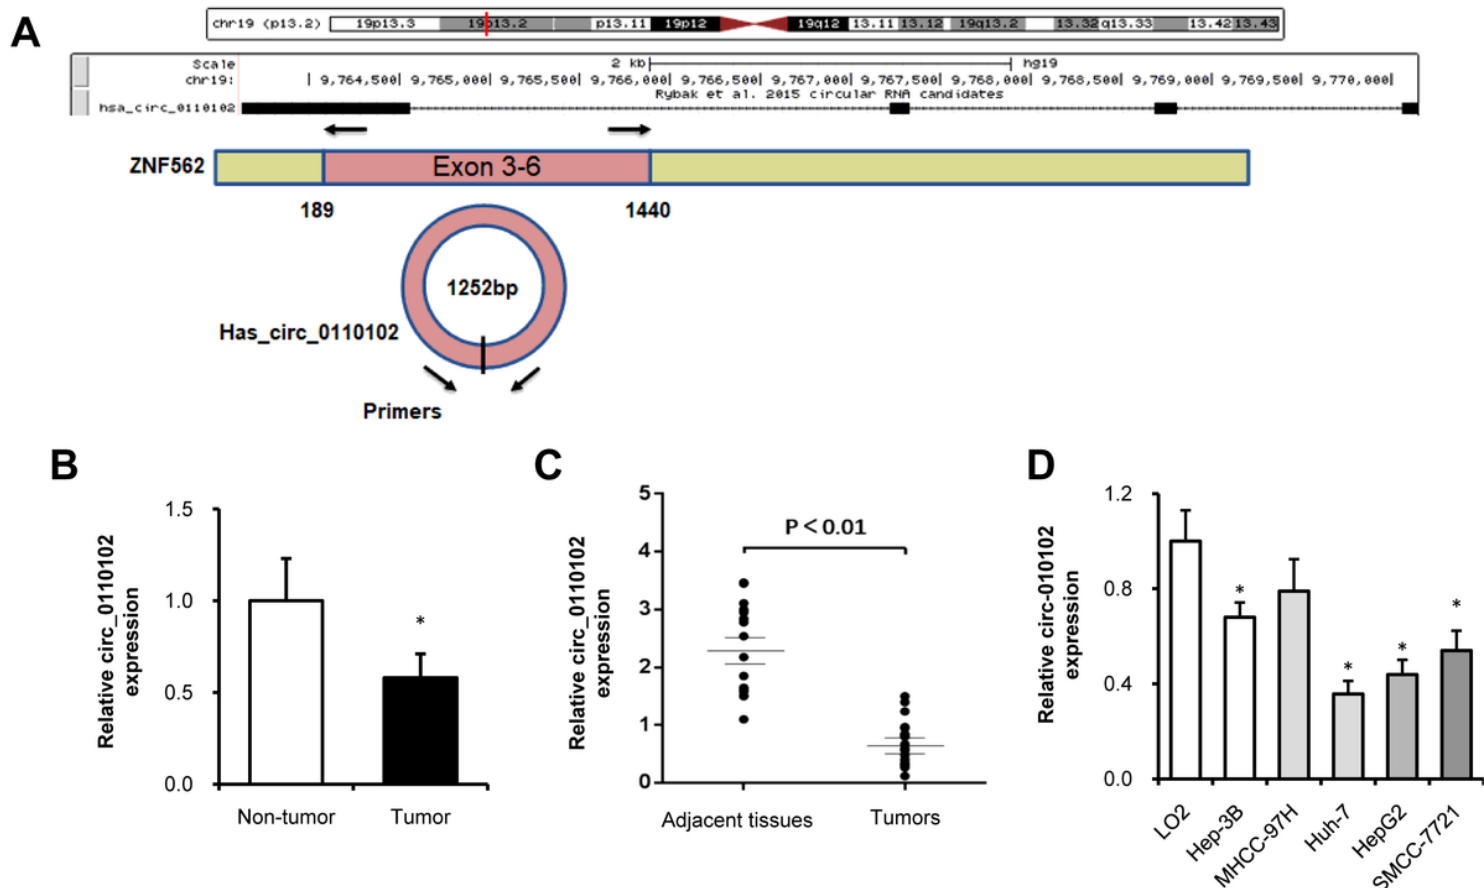 A
chr19 (p13.2) 19p13.3 19p13.2 p13.11 19p12 19q12 13.11 13.12 19q13.2 13.32 q13.33 13.42 13.43
Scale 2 kb hg19
chr19: 9,764,500 9,765,000 9,765,500 9,766,000 9,766,500 9,767,000 9,767,500 9,768,000 9,768,500 9,769,000 9,769,500 9,770,000
Rybak et al. 2015 circular RNA candidates
hsa_circ_0110102
ZNF562 Exon 3-6
189 1440
1252bp
Has_circ_0110102
Primers
B
Relative circ_0110102
expression
1.5
1.0
0.5
0.0
*
Non-tumor Tumor
C
Relative circ_0110102
expression
5
4
3
2
1
0
P < 0.01
Adjacent tissues Tumors
D
Relative circ-010102
expression
1.2
0.8
0.4
0.0
* * * *
LO2 Hep-3B MHCC-97H Huh-7 HepG2 SMCC-7721